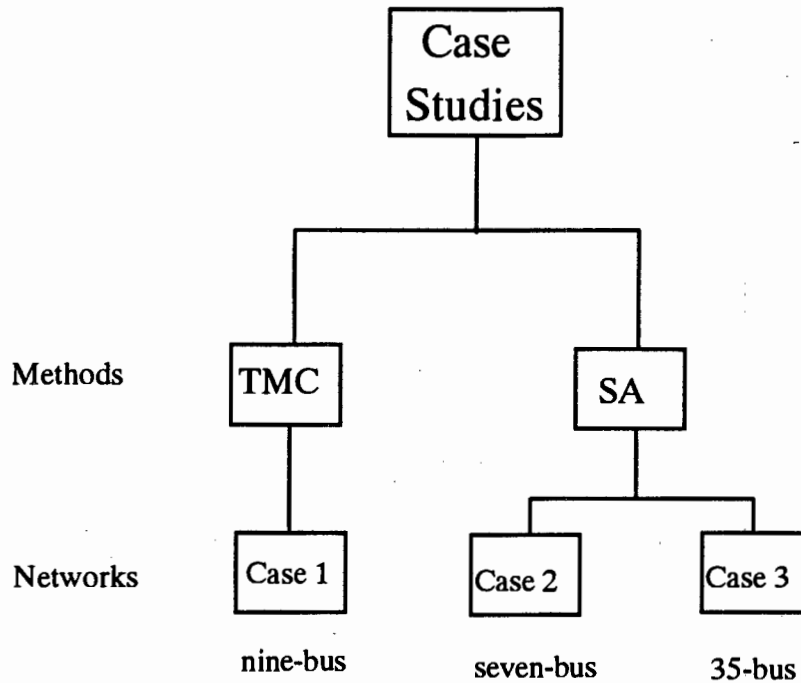 Case
Studies
Methods
TMC
SA
Networks
Case 1
Case 2
Case 3
nine-bus
seven-bus
35-bus